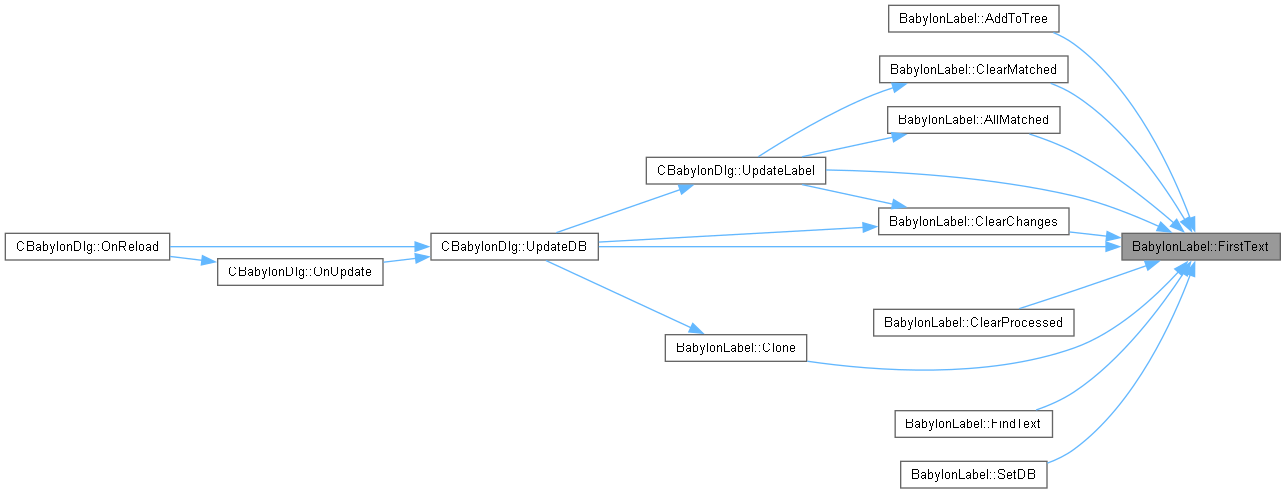 BabylonLabel::AddToTree
BabylonLabel::ClearMatched
BabylonLabel::AllMatched
CBabylonDlg::UpdateLabel
BabylonLabel::ClearChanges
CBabylonDlg::OnReload
CBabylonDlg::UpdateDB
BabylonLabel::FirstText
CBabylonDlg::OnUpdate
BabylonLabel::ClearProcessed
BabylonLabel::Clone
BabylonLabel::FindText
BabylonLabel::SetDB